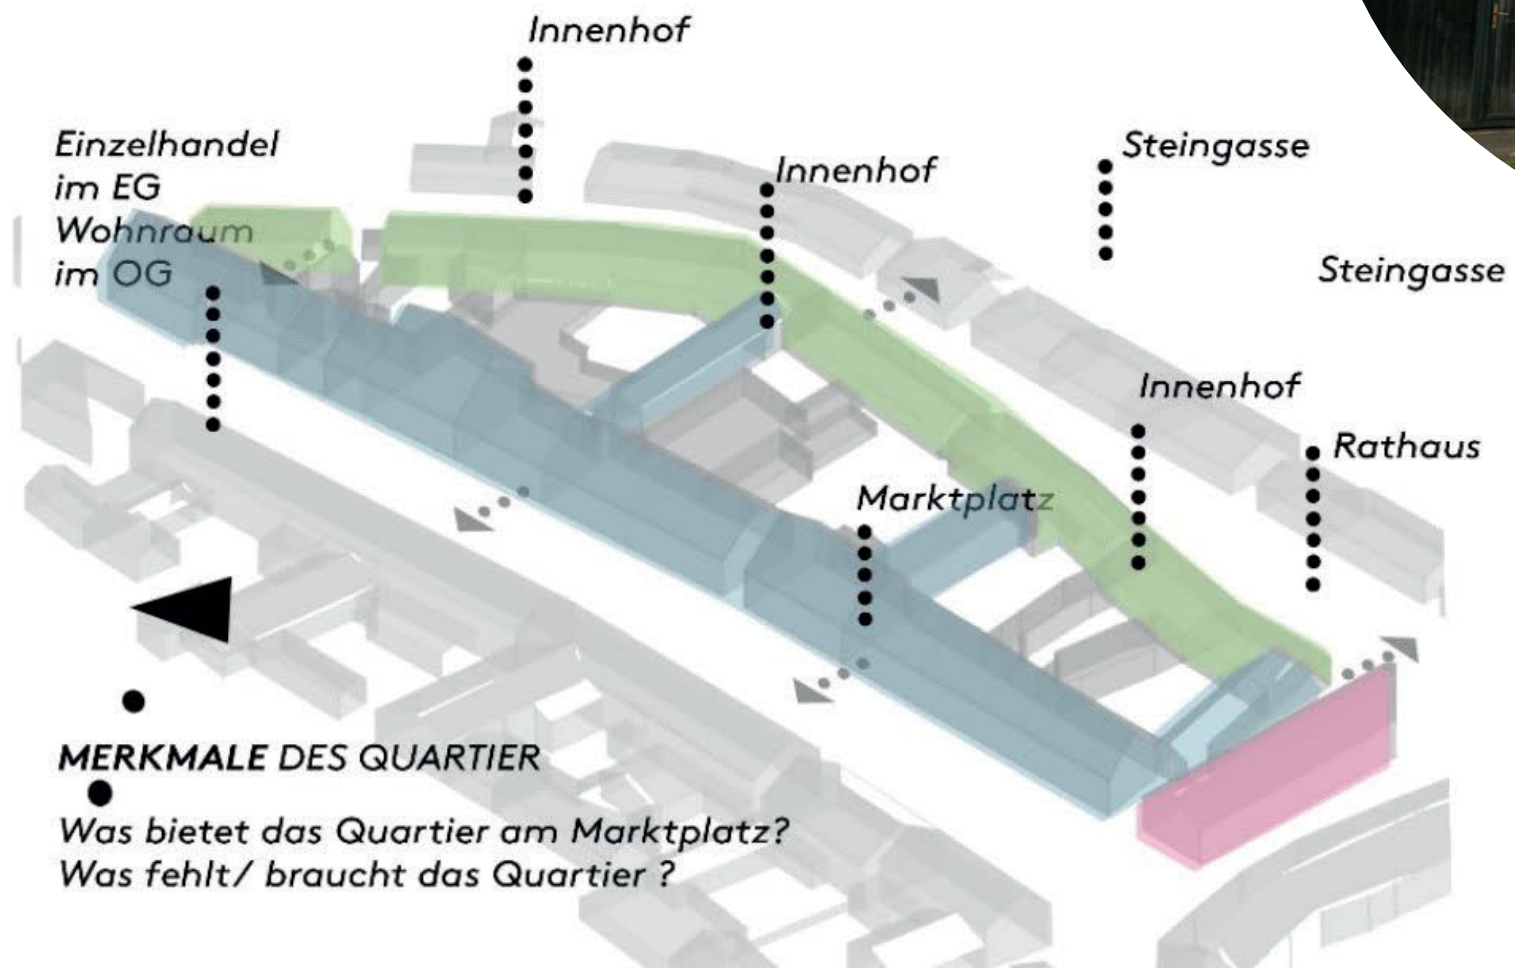 Innenhof
Einzelhandel
im EG
Wohnraum
im OG
Innenhof
Steingasse
Steingasse
Innenhof
Rathaus
Marktplatz
MERKMALE DES QUARTIER
Was bietet das Quartier am Marktplatz?
Was fehlt/ braucht das Quartier ?